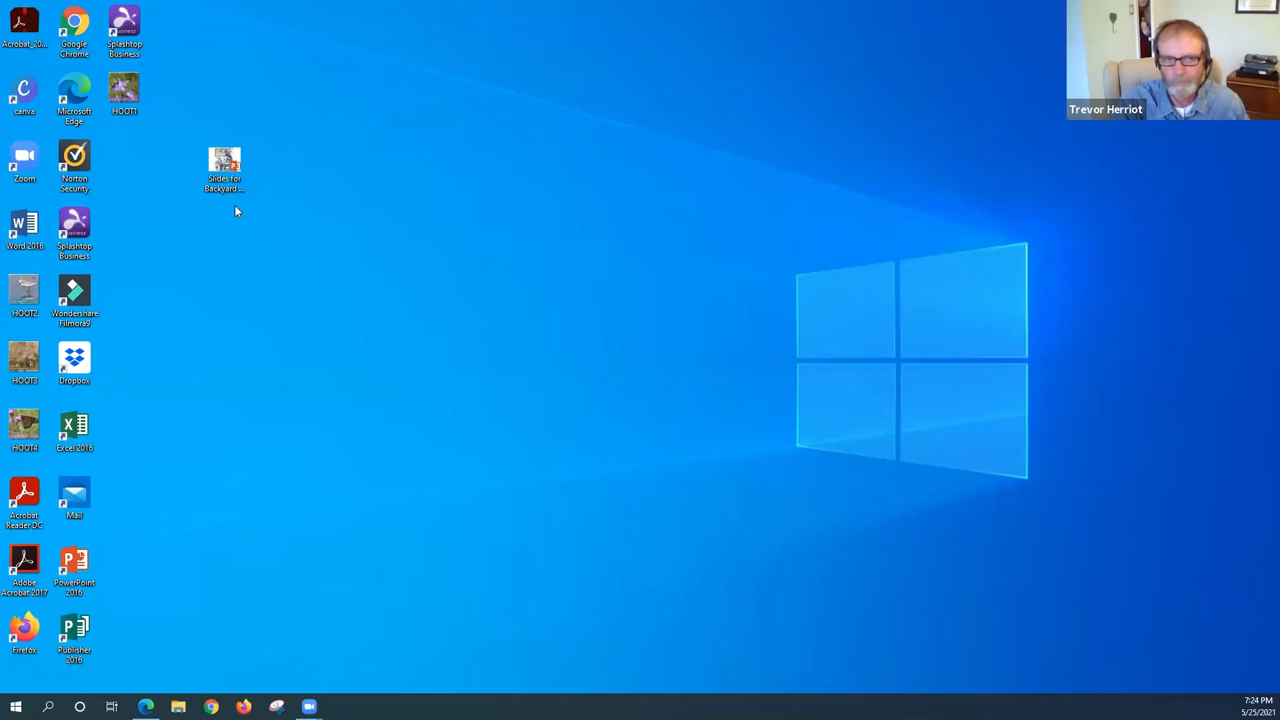 Acrobat_20...
Google
Chrome
Splashtop
Business
canva
Microsoft
Edge
HOOT1
Zoom
Norton
Security
Slides for
Backyard ...
Word 2016
Splashtop
Business
HOOT2
Wondershare
Filmora9
HOOT3
Dropbox
HOOT4
Excel 2016
Acrobat
Reader DC
Mail
Adobe
Acrobat 2017
PowerPoint
2016
Firefox
Publisher
2016
Trevor Herriot
7:24 PM
5/25/2021